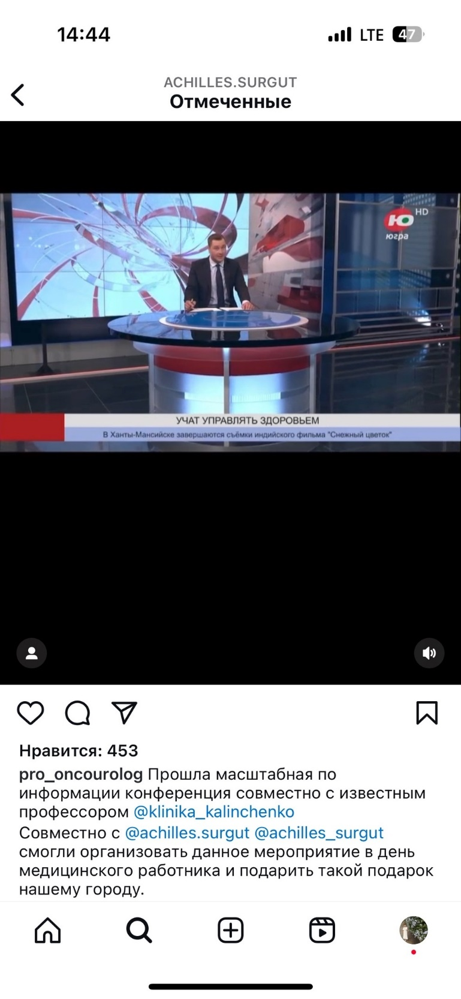 14:44
LTE
47
ACHILLES.SURGUT
Отмеченные
Ю HD
югра
УЧАТ УПРАВЛЯТЬ ЗДОРОВЬЕМ
В Ханты-Мансийске завершаются съёмки индийского фильма "Снежный цветок"
Нравится: 453
pro_oncourolog Прошла масштабная по
информации конференция совместно с известным
профессором @klinika_kalinchenko
Совместно с @achilles.surgut @achilles_surgut
смогли организовать данное мероприятие в день
медицинского работника и подарить такой подарок
нашему городу.